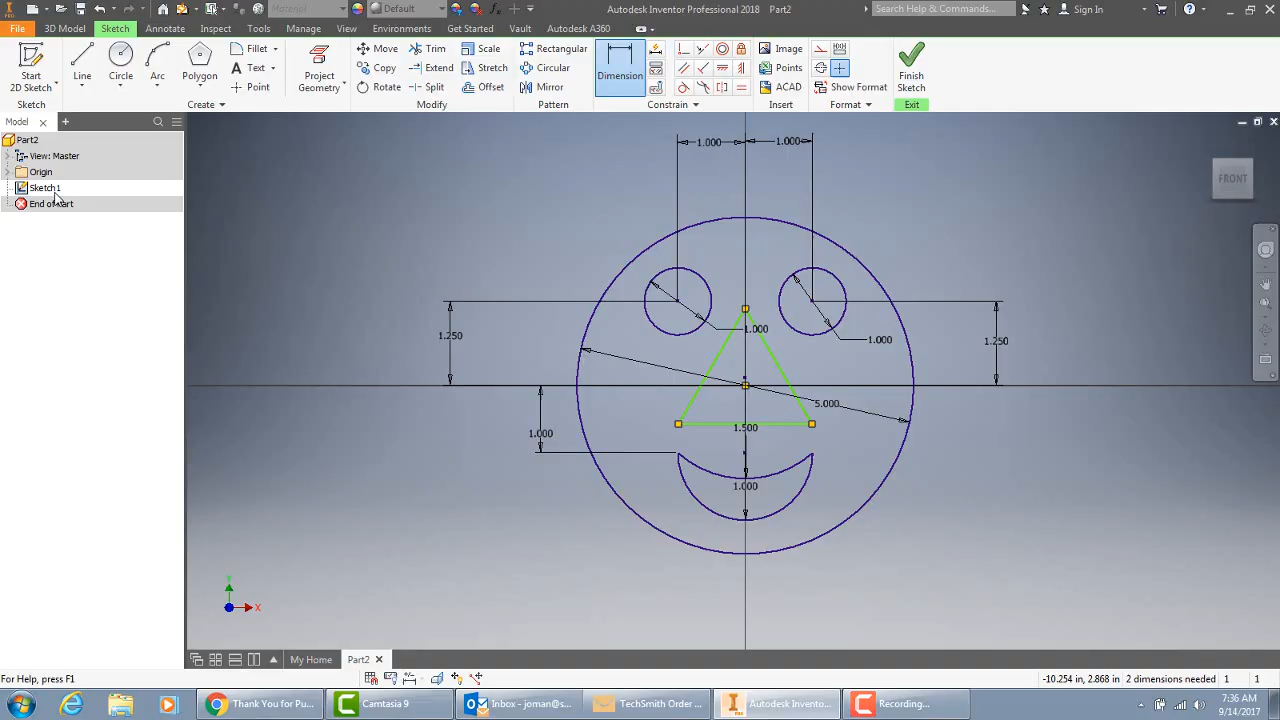 Material
Default
Autodesk Inventor Professional 2018 Part2
Search Help & Commands...
Sign In
File 3D Model Sketch Annotate Inspect Tools Manage View Environments Get Started Vault Autodesk A360
Start
2D Sketch
Line
Circle
Arc
Polygon
Fillet
Text
Point
Project
Geometry
Move
Copy
Rotate
Trim
Extend
Split
Scale
Stretch
Offset
Rectangular
Circular
Mirror
Dimension
Image
Points
ACAD
Show Format
Finish
Sketch
Sketch Create Modify Pattern Constrain Insert Format Exit
Model
Part2
View: Master
Origin
Sketch1
End of Part
1.000 1.000
FRONT
1.250
1.000
1.000
1.250
5.000
1.000
1.500
1.000
Y
X
My Home Part2
For Help, press F1
-10.254 in, 2.868 in 2 dimensions needed 1 1
Thank You for Pu...
Camtasia 9
Inbox - joman@s...
TechSmith Order ...
Autodesk Invento...
Recording...
7:36 AM
9/14/2017